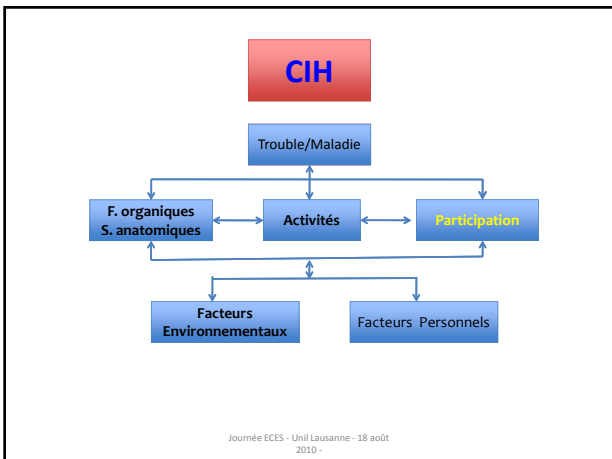 CIH
Trouble/Maladie
F. organiques
S. anatomiques
Activités
Participation
Facteurs
Environnementaux
Facteurs Personnels
Journée ECES - Unil Lausanne - 18 août
2010 -